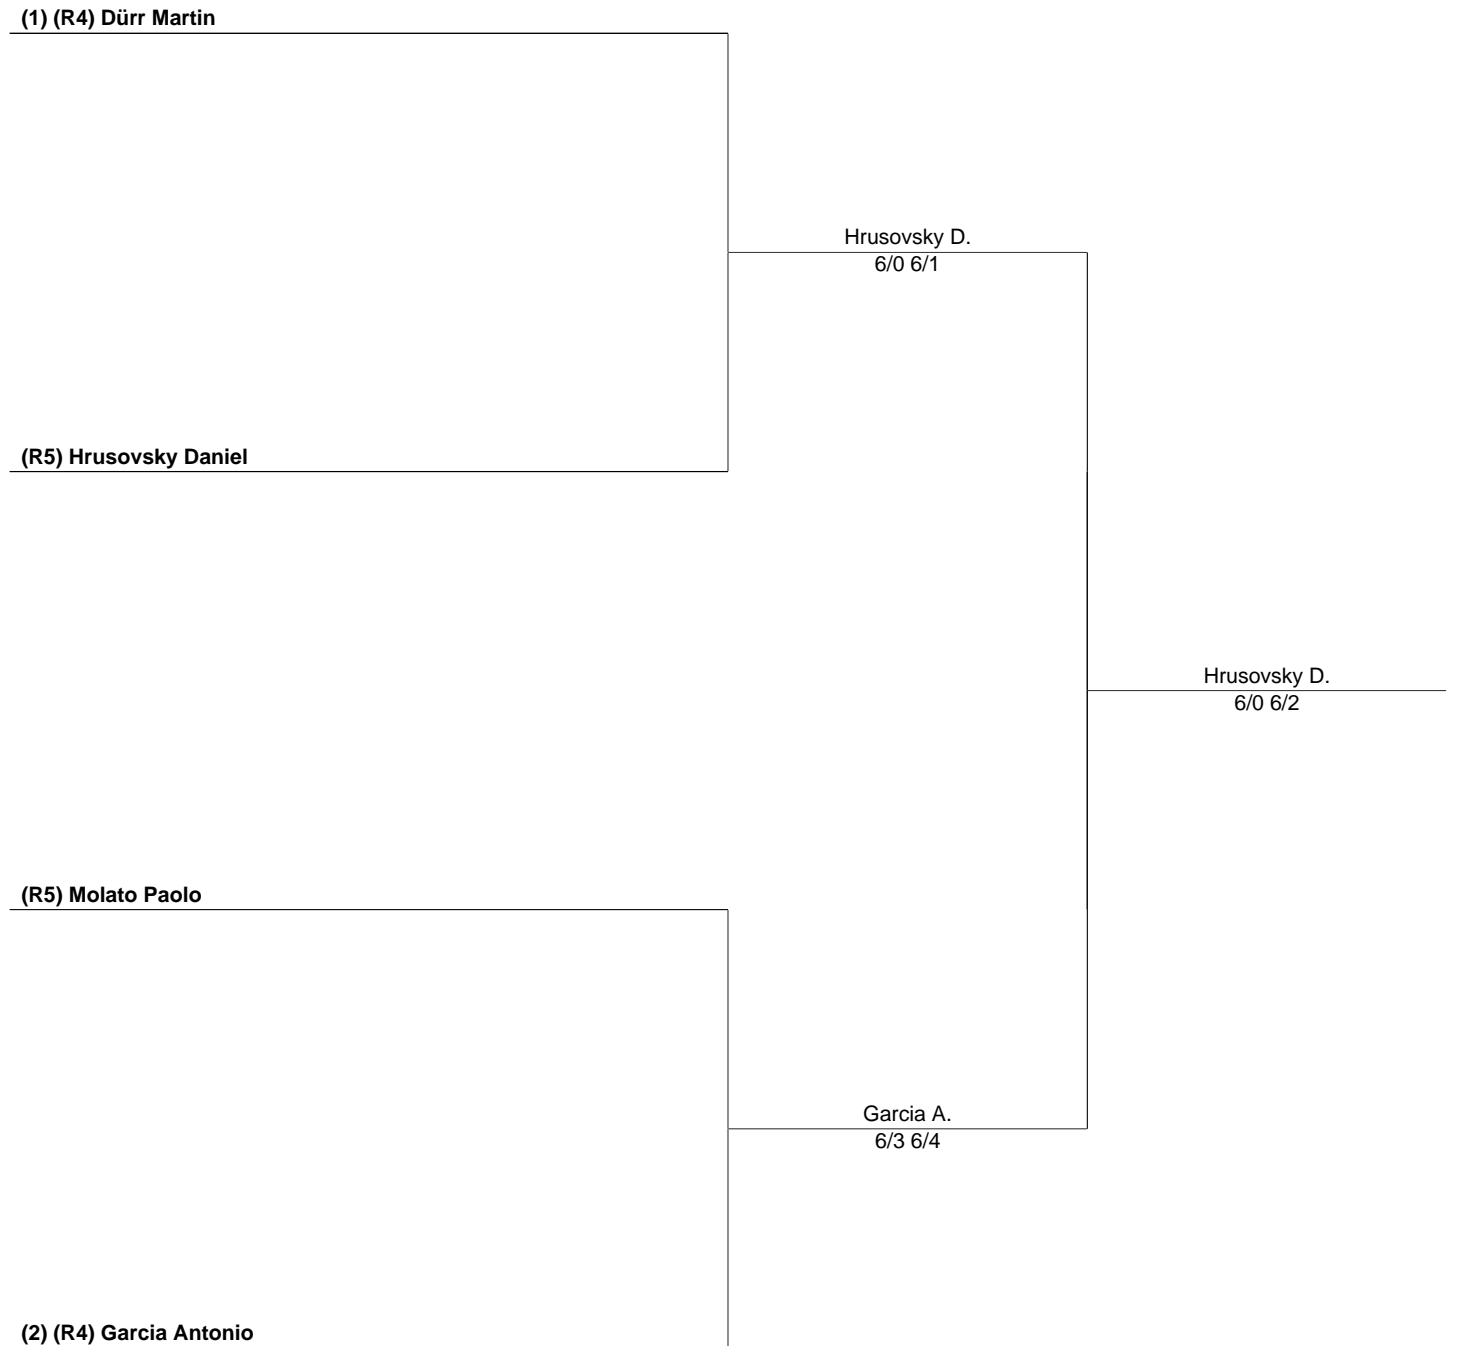 (1) (R4) Dürr Martin
Hrusovsky D.
6/0 6/1
(R5) Hrusovsky Daniel
Hrusovsky D.
6/0 6/2
(R5) Molato Paolo
Garcia A.
6/3 6/4
(2) (R4) Garcia Antonio